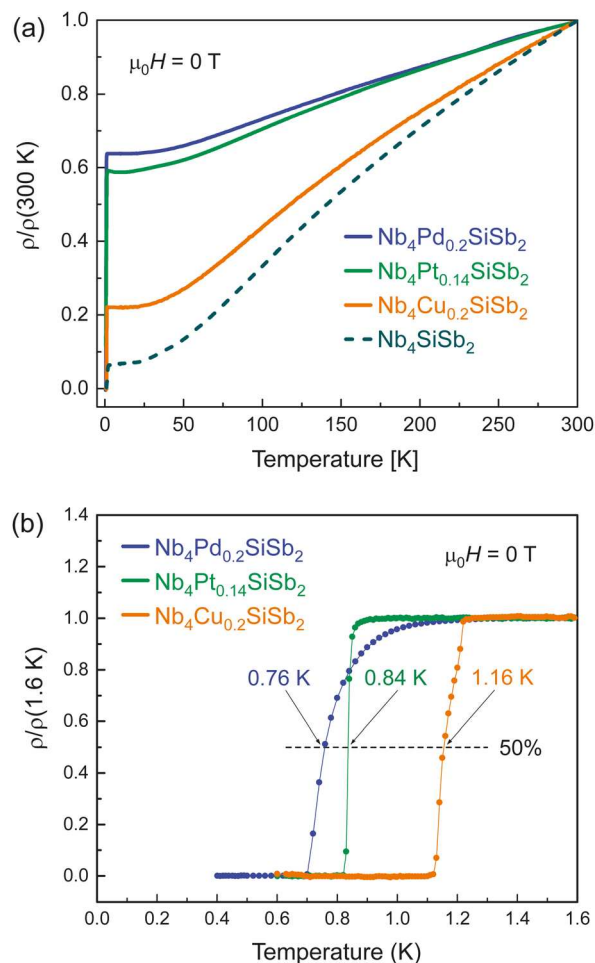 (a)
μ₀H = 0 T
ρ/ρ(300 K)
1.0
0.8
0.6
0.4
0.2
0.0
Nb₄Pd₀.₂SiSb₂
Nb₄Pt₀.₁₄SiSb₂
Nb₄Cu₀.₂SiSb₂
Nb₄SiSb₂
0 50 100 150 200 250 300
Temperature [K]
(b)
1.4
1.2
1.0
0.8
0.6
0.4
0.2
0.0
ρ/ρ(1.6 K)
Nb₄Pd₀.₂SiSb₂
Nb₄Pt₀.₁₄SiSb₂
Nb₄Cu₀.₂SiSb₂
μ₀H = 0 T
0.76 K 0.84 K 1.16 K
50%
0.0 0.2 0.4 0.6 0.8 1.0 1.2 1.4 1.6
Temperature (K)